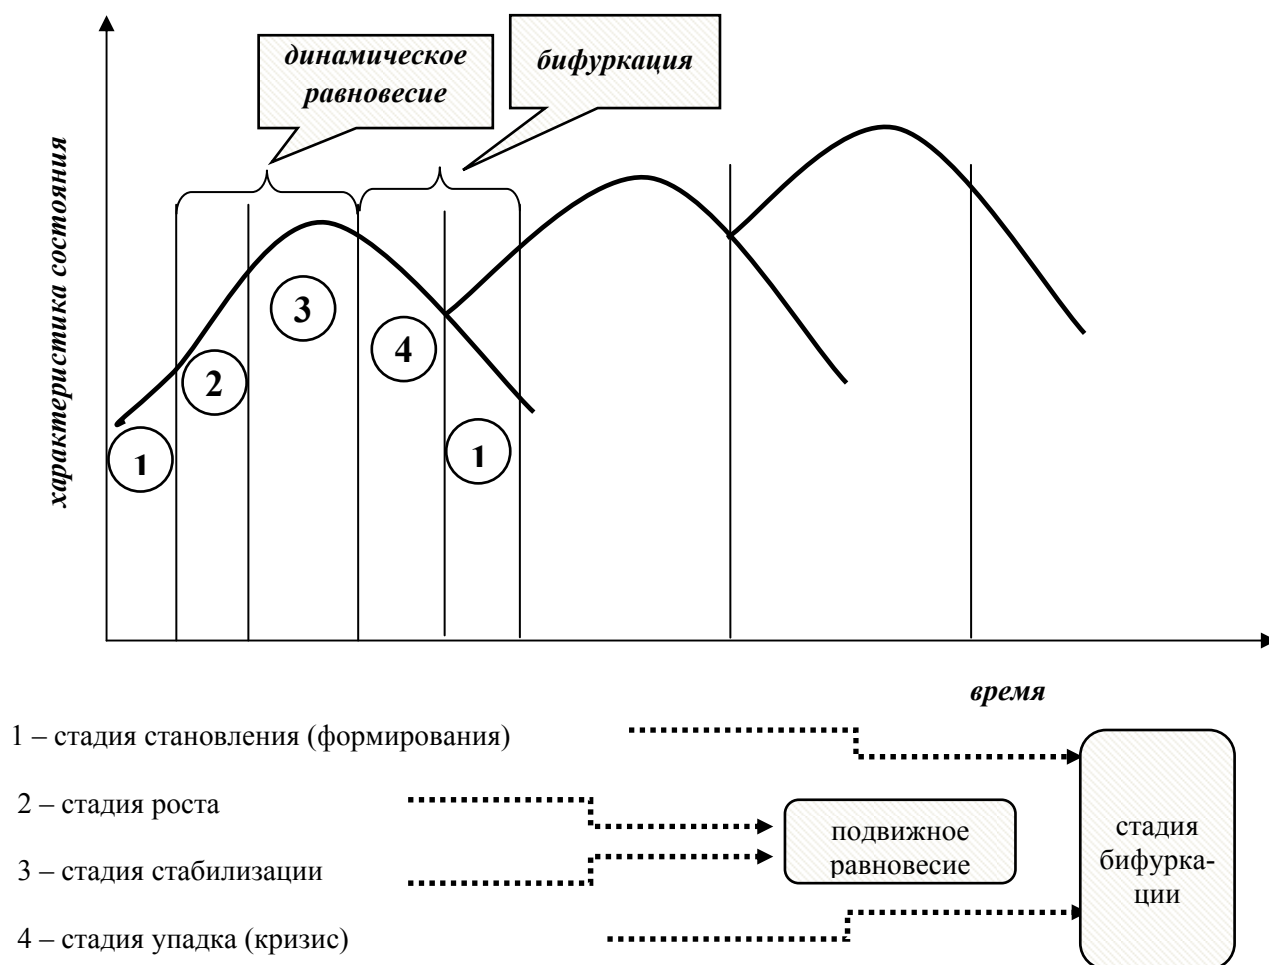 динамическое
равновесие
бифуркация
характеристика состояния
3
4
2
1
1
время
1 – стадия становления (формирования)
2 – стадия роста
3 – стадия стабилизации
4 – стадия упадка (кризис)
подвижное
равновесие
стадия
бифурка-
ции